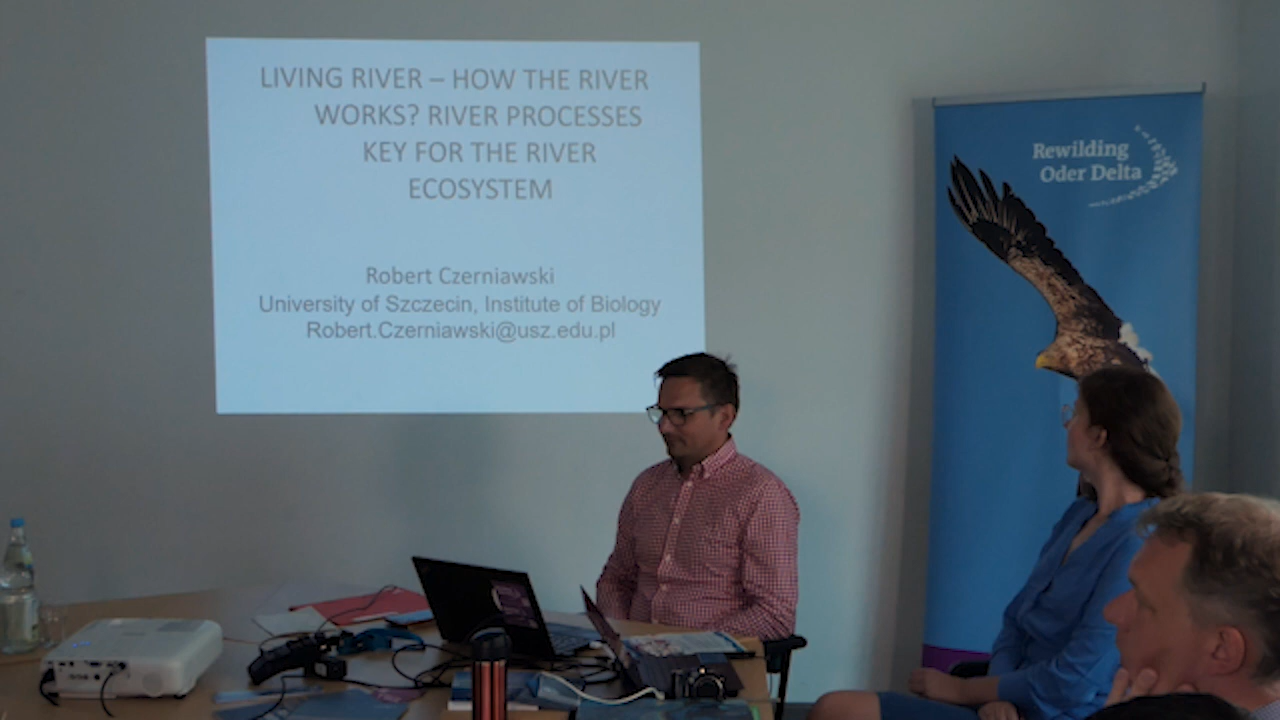 LIVING RIVER – HOW THE RIVER
WORKS? RIVER PROCESSES
KEY FOR THE RIVER
ECOSYSTEM
Robert Czerniawski
University of Szczecin, Institute of Biology
Robert.Czerniawski@usz.edu.pl
Rewilding
Oder Delta